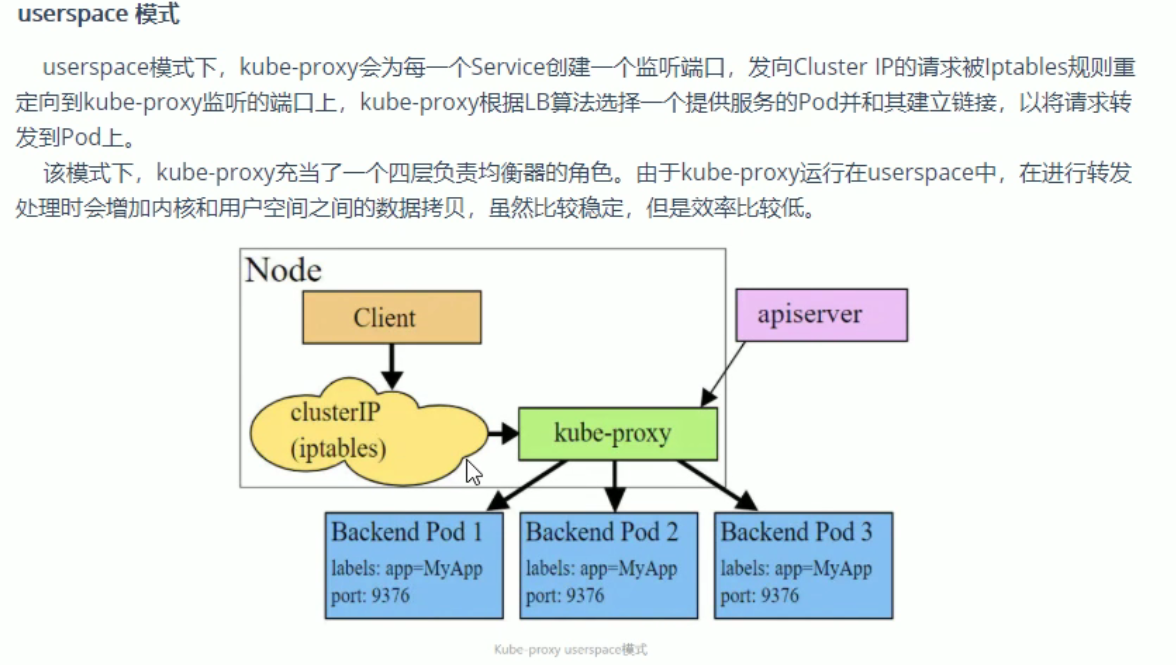 userspace 模式
userspace模式下，kube-proxy会为每一个Service创建一个监听端口，发向Cluster IP的请求被Iptables规则重
定向到kube-proxy监听的端口上，kube-proxy根据LB算法选择一个提供服务的Pod并和其建立链接，以将请求转
发到Pod上。
该模式下，kube-proxy充当了一个四层负责均衡器的角色。由于kube-proxy运行在userspace中，在进行转发
处理时会增加内核和用户空间之间的数据拷贝，虽然比较稳定，但是效率比较低。
Node
Client
apiserver
clusterIP
(iptables)
kube-proxy
Backend Pod 1
labels: app=MyApp
port: 9376
Backend Pod 2
labels: app=MyApp
port: 9376
Backend Pod 3
labels: app=MyApp
port: 9376
Kube-proxy userspace模式